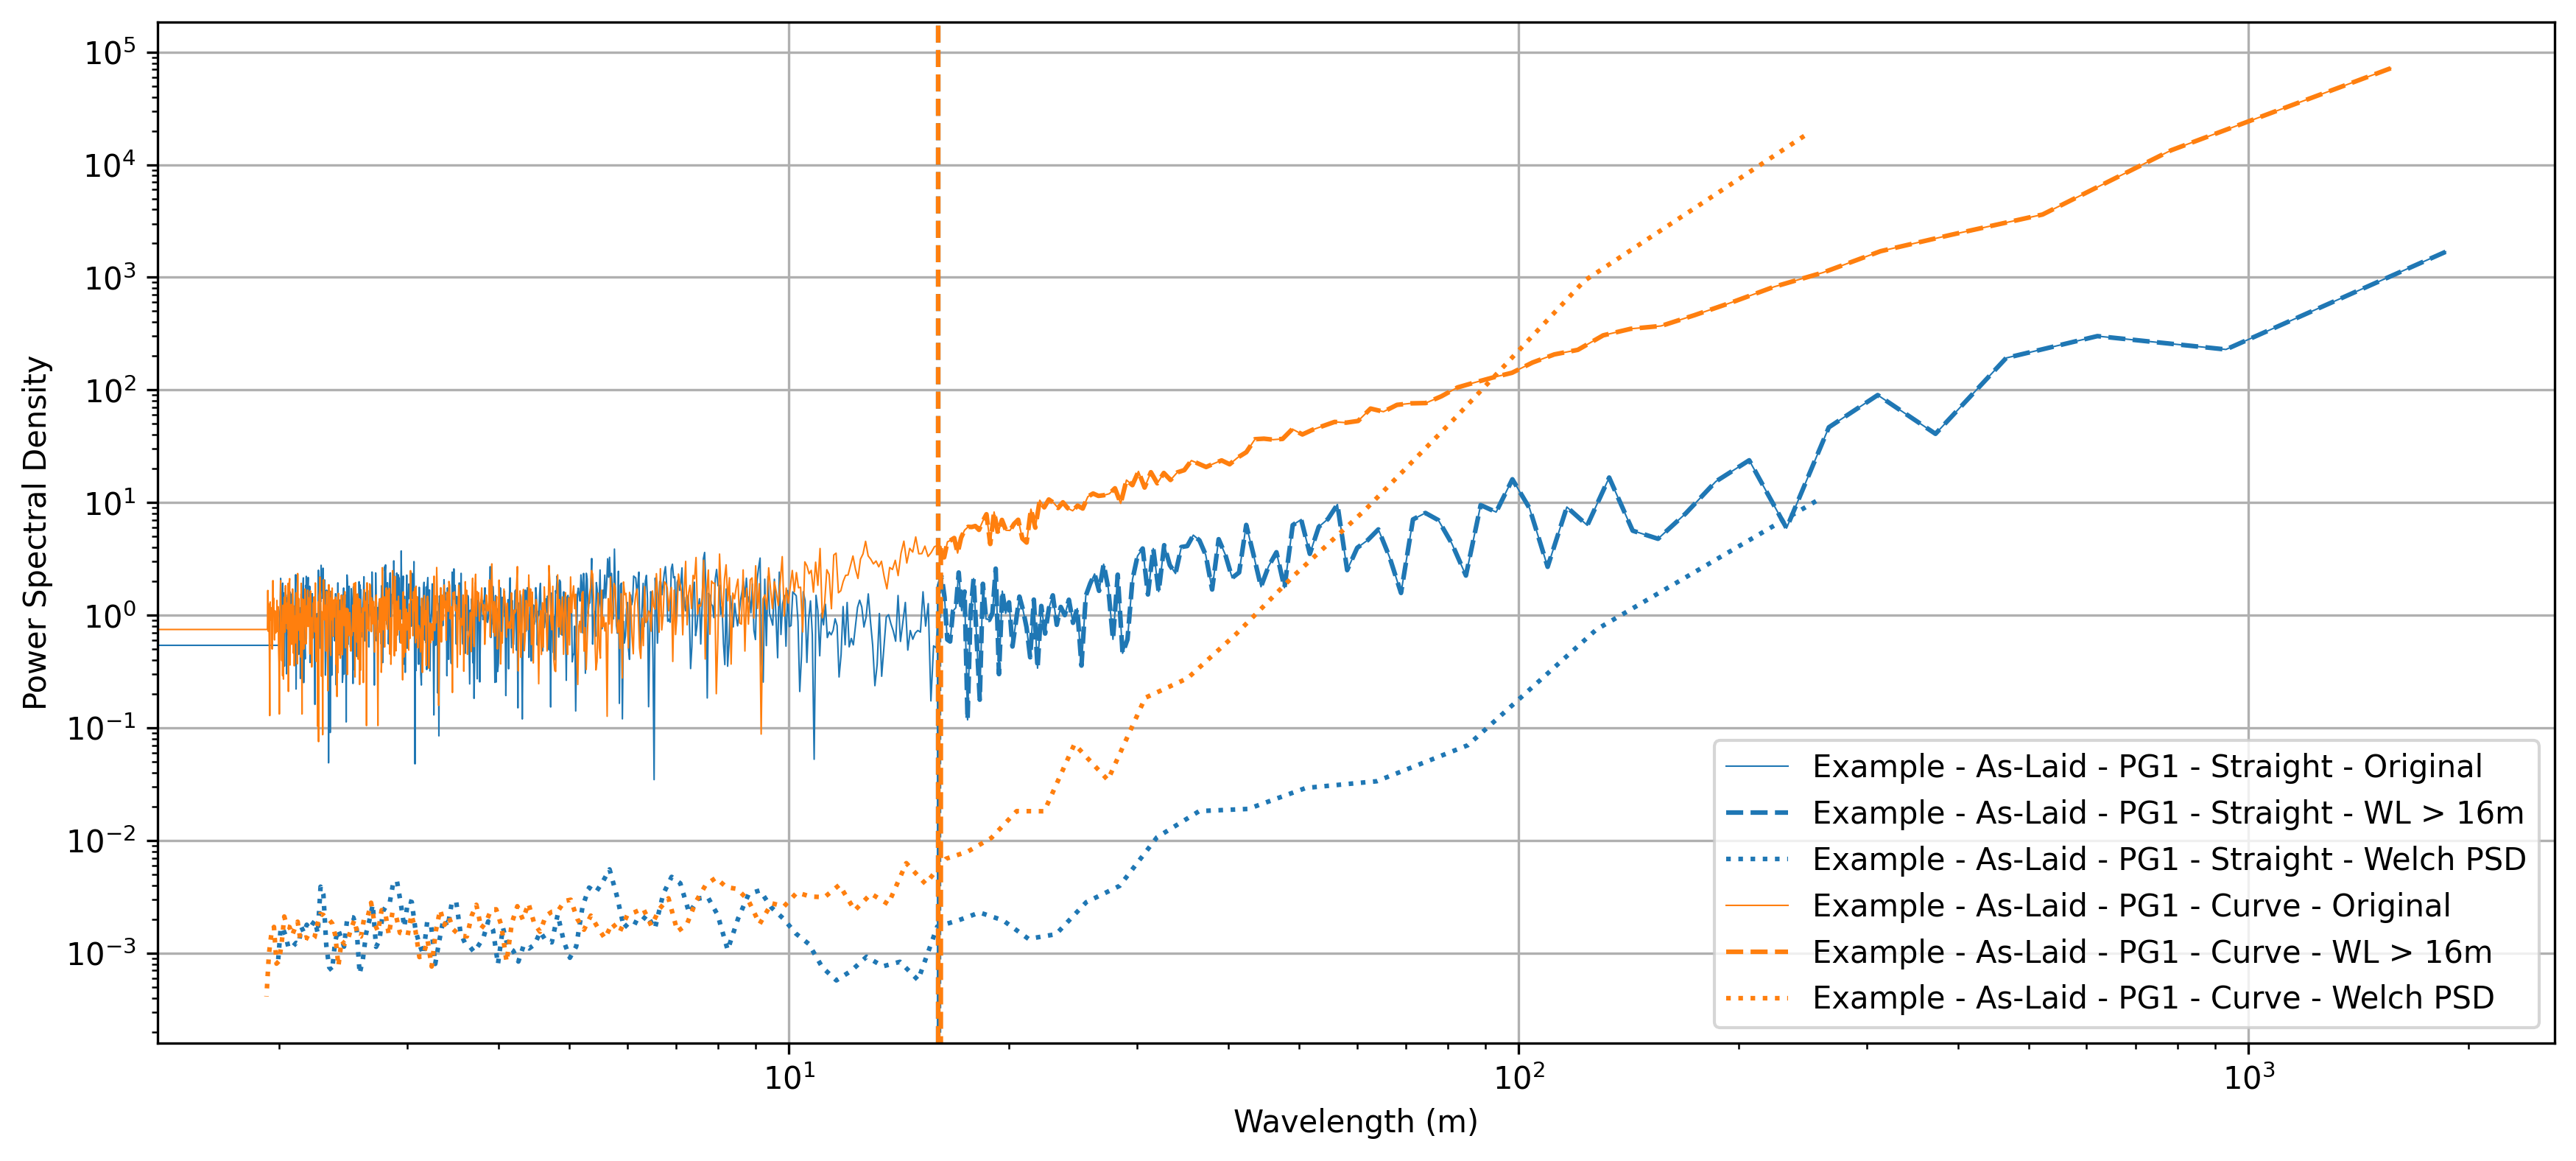 10⁵
10⁴
10³
10²
10¹
10⁰
10⁻¹
10⁻²
10⁻³
Power Spectral Density
10¹
10²
10³
Wavelength (m)
Example - As-Laid - PG1 - Straight - Original
Example - As-Laid - PG1 - Straight - WL > 16m
Example - As-Laid - PG1 - Straight - Welch PSD
Example - As-Laid - PG1 - Curve - Original
Example - As-Laid - PG1 - Curve - WL > 16m
Example - As-Laid - PG1 - Curve - Welch PSD